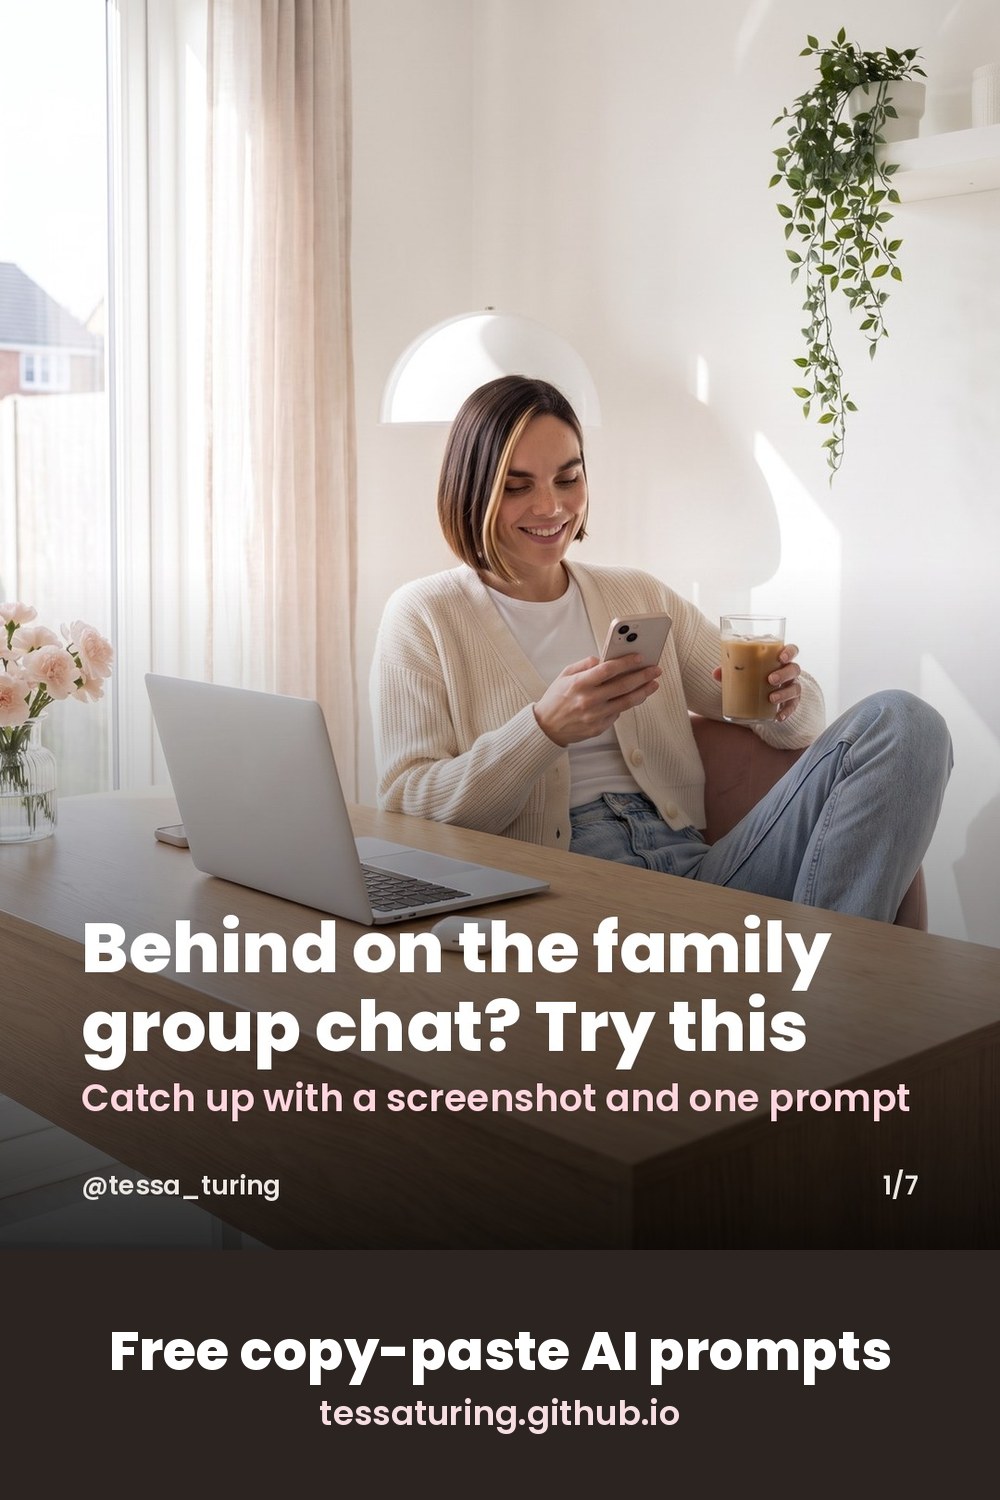 Behind on the family
group chat? Try this
Catch up with a screenshot and one prompt
@tessa_turing
1/7
Free copy-paste AI prompts
tessaturing.github.io